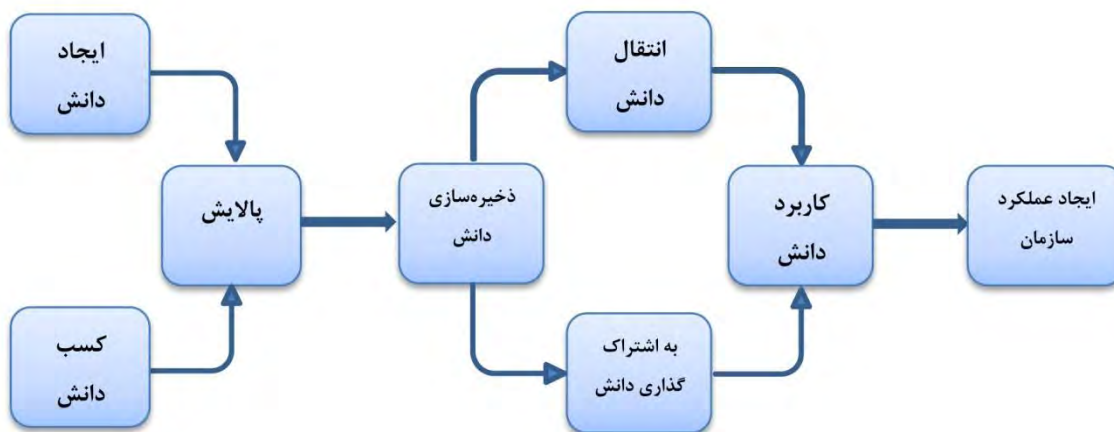 ایجاد
دانش
کسب
دانش
پالایش
ذخیره‌سازی
دانش
انتقال
دانش
به اشتراک
گذاری دانش
کاربرد
دانش
ایجاد عملکرد
سازمان